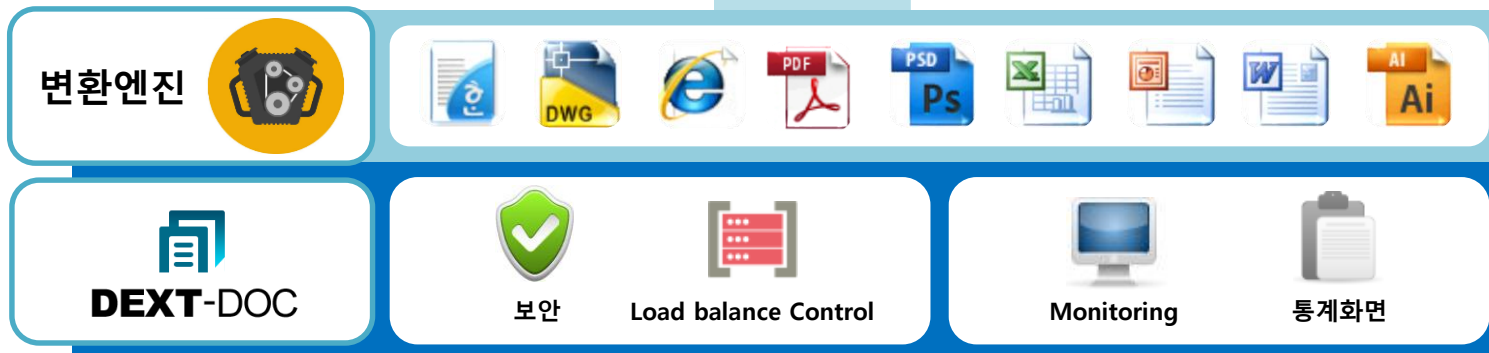 변환엔진
한
DWG
PDF
PSD
Ps
W
AI
Ai
DEXT-DOC
보안
Load balance Control
Monitoring
통계화면